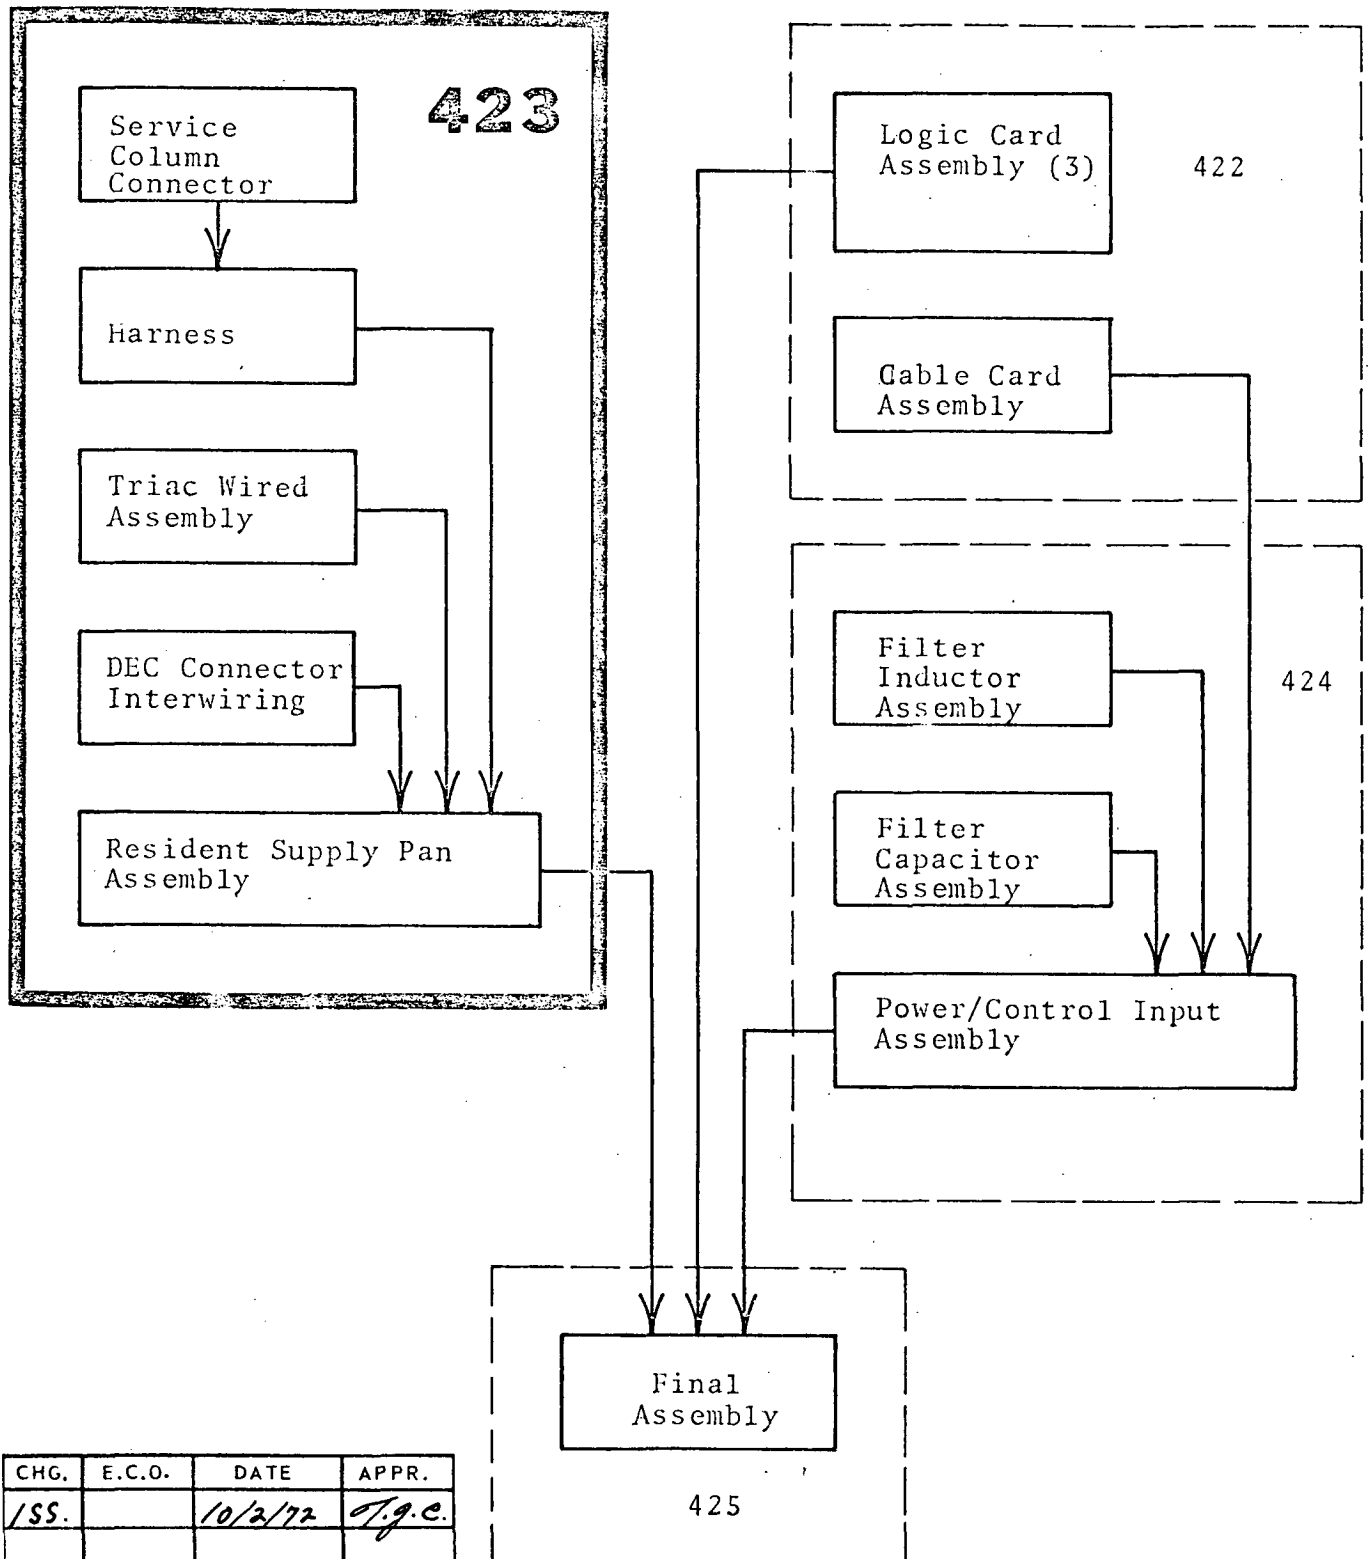 423
Service
Column
Connector
Harness
Triac Wired
Assembly
DEC Connector
Interwiring
Resident Supply Pan
Assembly
Logic Card
Assembly (3)
422
Cable Card
Assembly
Filter
Inductor
Assembly
424
Filter
Capacitor
Assembly
Power/Control Input
Assembly
Final
Assembly
425
CHG. E.C.O. DATE APPR.
ISS. 10/2/72 T.g.c.